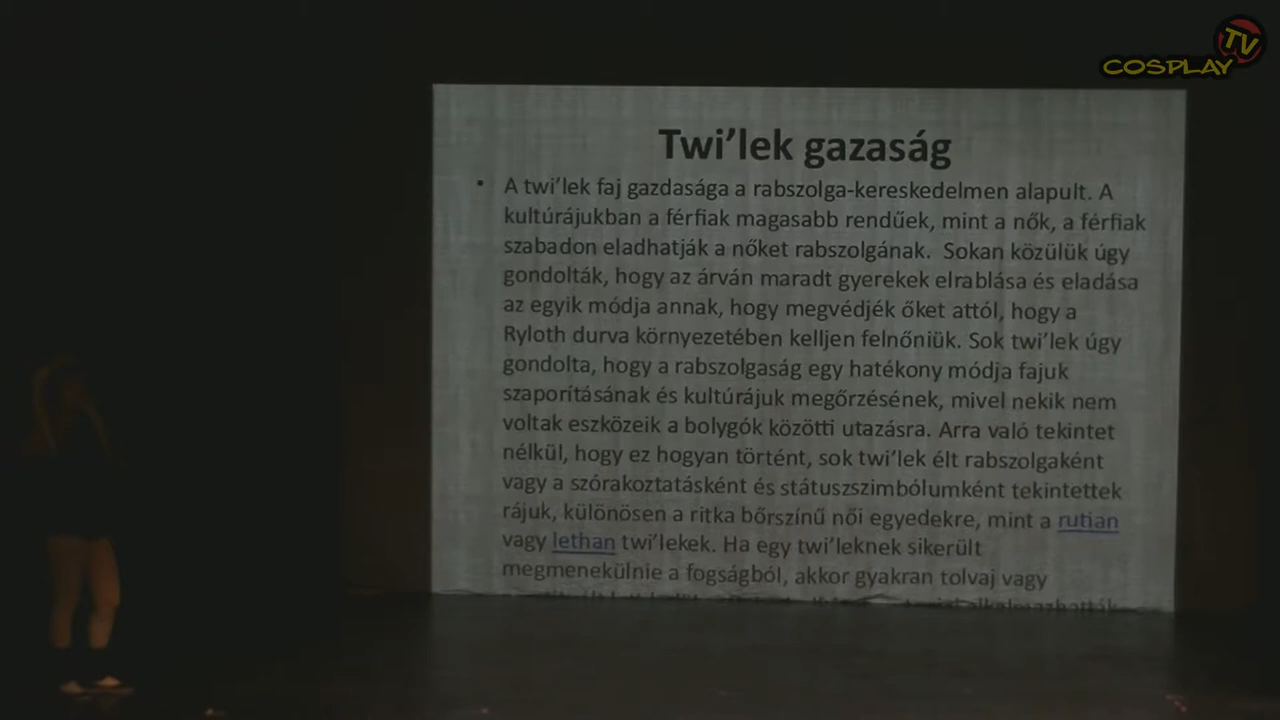 TV
COSPLAY
Twi’lek gazaság
• A twi’lek faj gazdasága a rabszolga-kereskedelmen alapult. A
kultúrájukban a férfiak magasabb rendűek, mint a nők, a férfiak
szabadon eladhatják a nőket rabszolgának. Sokan közülük úgy
gondolták, hogy az árván maradt gyerekek elrablása és eladása
az egyik módja annak, hogy megvédjék őket attól, hogy a
Ryloth durva környezetében kelljen felnőniük. Sok twi’lek úgy
gondolta, hogy a rabszolgaság egy hatékony módja fajuk
szaporításának és kultúrájuk megőrzésének, mivel nekik nem
voltak eszközeik a bolygók közötti utazásra. Arra való tekintet
nélkül, hogy ez hogyan történt, sok twi’lek élt rabszolgaként
vagy a szórakoztatásként és státuszszimbólumként tekintettek
rájuk, különösen a ritka bőrszínű női egyedekre, mint a rutian
vagy lethan twi’lekek. Ha egy twi’leknek sikerült
megmenekülnie a fogságból, akkor gyakran tolvaj vagy